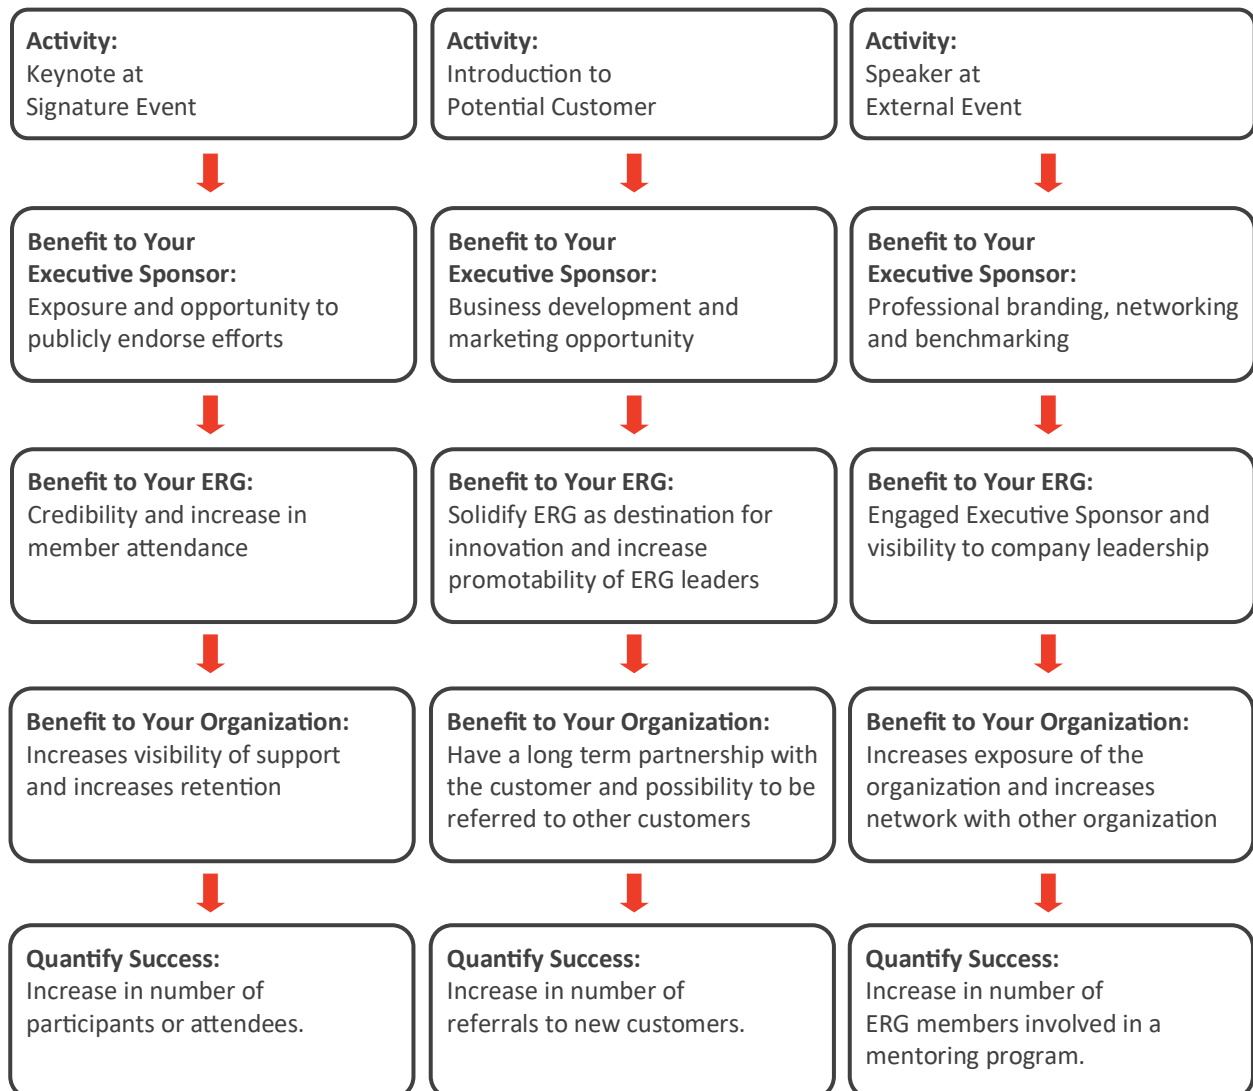 Activity:
Keynote at
Signature Event
Activity:
Introduction to
Potential Customer
Activity:
Speaker at
External Event
Benefit to Your
Executive Sponsor:
Exposure and opportunity to
publicly endorse efforts
Benefit to Your
Executive Sponsor:
Business development and
marketing opportunity
Benefit to Your
Executive Sponsor:
Professional branding, networking
and benchmarking
Benefit to Your ERG:
Credibility and increase in
member attendance
Benefit to Your ERG:
Solidify ERG as destination for
innovation and increase
promotability of ERG leaders
Benefit to Your ERG:
Engaged Executive Sponsor and
visibility to company leadership
Benefit to Your Organization:
Increases visibility of support
and increases retention
Benefit to Your Organization:
Have a long term partnership with
the customer and possibility to be
referred to other customers
Benefit to Your Organization:
Increases exposure of the
organization and increases
network with other organization
Quantify Success:
Increase in number of
participants or attendees.
Quantify Success:
Increase in number of
referrals to new customers.
Quantify Success:
Increase in number of
ERG members involved in a
mentoring program.